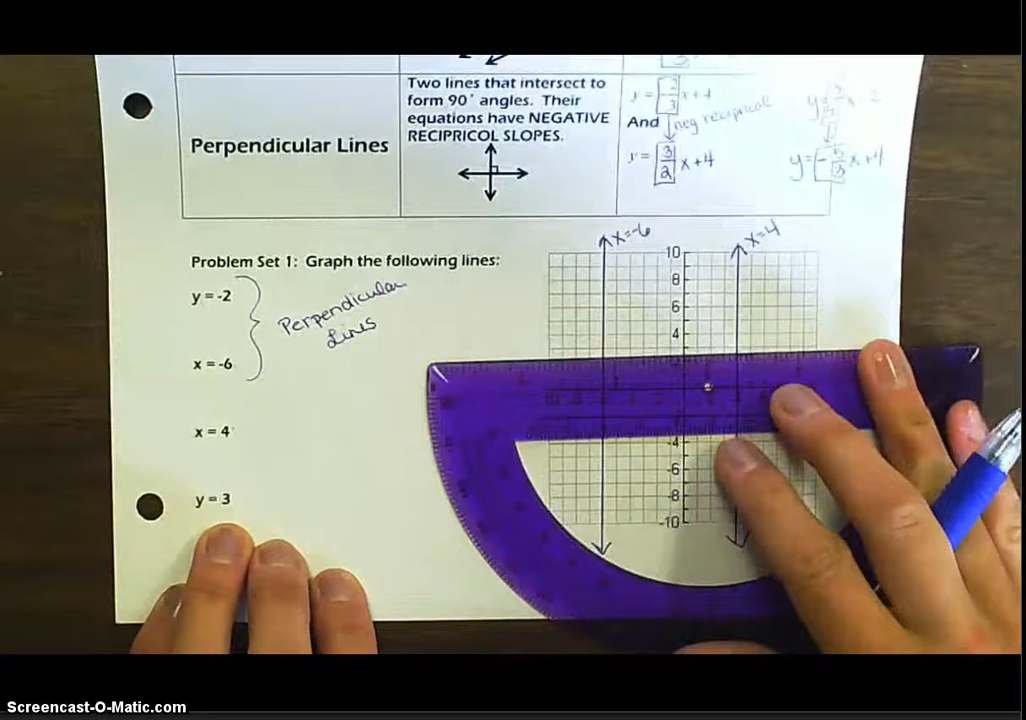 Two lines that intersect to
form 90° angles. Their
equations have NEGATIVE
RECIPRICOL SLOPES.
Perpendicular Lines
And
neg reciprical
y = 3/2 x+4
x=-6
x=4
Problem Set 1: Graph the following lines:
y = -2
x = -6
x = 4
y = 3
Perpendicular
Lines
10
8
6
4
-4
-6
-8
-10
Screencast-O-Matic.com